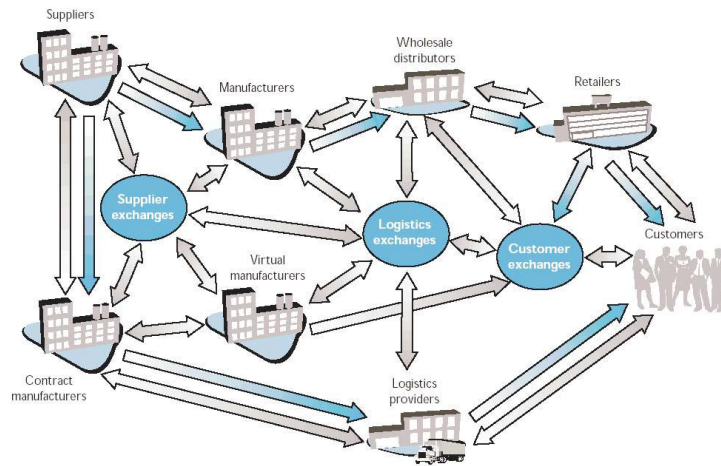 Suppliers
Manufacturers
Wholesale
distributors
Retailers
Supplier
exchanges
Logistics
exchanges
Customer
exchanges
Customers
Virtual
manufacturers
Contract
manufacturers
Logistics
providers